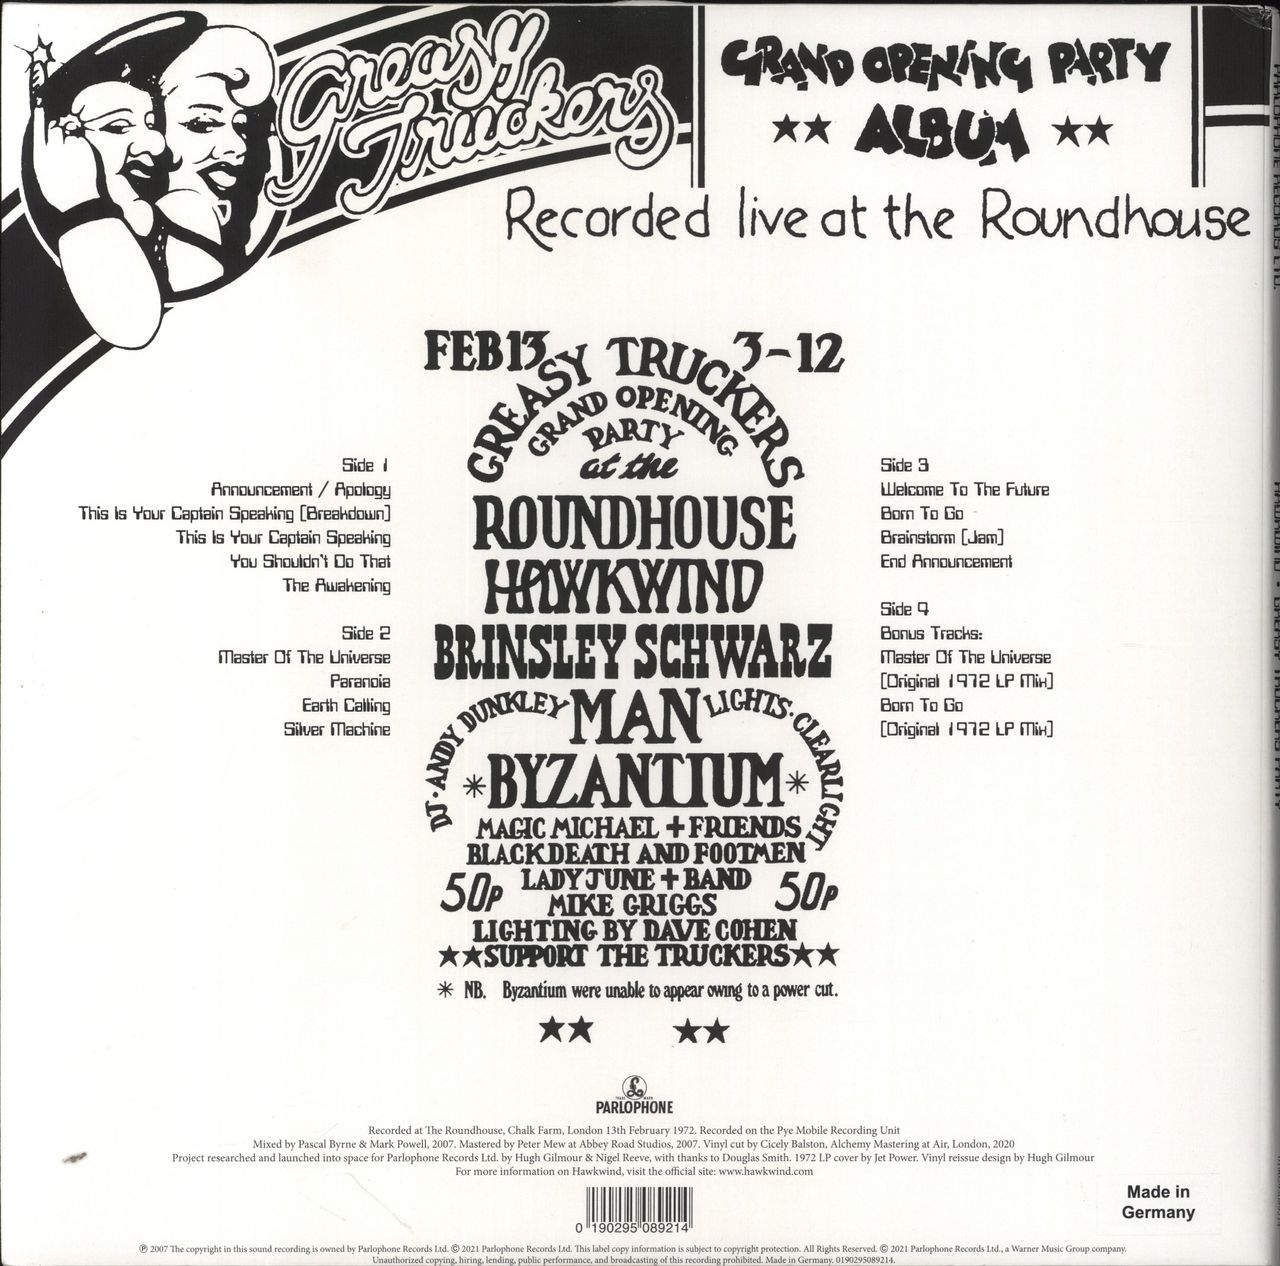 Greasy
Truckers
GRAND OPENING PARTY
★★ ALBUM ★★
Recorded live at the Roundhouse
FEB 13 3-12
GREASY TRUCKERS
GRAND OPENING
PARTY
at the
ROUNDHOUSE
HAWKWIND
BRINSLEY SCHWARZ
DJ·ANDY DUNKLEY MAN LIGHTS·CLEARLIGHT
*BYZANTIUM*
MAGIC MICHAEL + FRIENDS
BLACKDEATH AND FOOTMEN
50p LADY JUNE + BAND 50p
MIKE GRIGGS
LIGHTING BY DAVE COHEN
★★SUPPORT THE TRUCKERS★★
* NB. Byzantium were unable to appear owing to a power cut.
★★ ★★
Side 1
Announcement / Apology
This Is Your Captain Speaking [Breakdown]
This Is Your Captain Speaking
You Shouldn't Do That
The Awakening
Side 2
Master Of The Universe
Paranoia
Earth Calling
Silver Machine
Side 3
Welcome To The Future
Born To Go
Brainstorm [Jam]
End Announcement
Side 4
Bonus Tracks:
Master Of The Universe
[Original 1972 LP Mix]
Born To Go
[Original 1972 LP Mix]
£
TRADE MARK
PARLOPHONE
Recorded at The Roundhouse, Chalk Farm, London 13th February 1972. Recorded on the Pye Mobile Recording Unit
Mixed by Pascal Byrne & Mark Powell, 2007. Mastered by Peter Mew at Abbey Road Studios, 2007. Vinyl cut by Cicely Balston, Alchemy Mastering at Air, London, 2020
Project researched and launched into space for Parlophone Records Ltd. by Hugh Gilmour & Nigel Reeve, with thanks to Douglas Smith. 1972 LP cover by Jet Power. Vinyl reissue design by Hugh Gilmour
For more information on Hawkwind, visit the official site: www.hawkwind.com
0 190295 089214
Made in
Germany
℗ 2007 The copyright in this sound recording is owned by Parlophone Records Ltd. © 2021 Parlophone Records Ltd. This label copy information is subject to copyright protection. All Rights Reserved. © 2021 Parlophone Records Ltd., a Warner Music Group company.
Unauthorized copying, hiring, lending, public performance, and broadcasting of this recording prohibited. Made in Germany. 0190295089214.